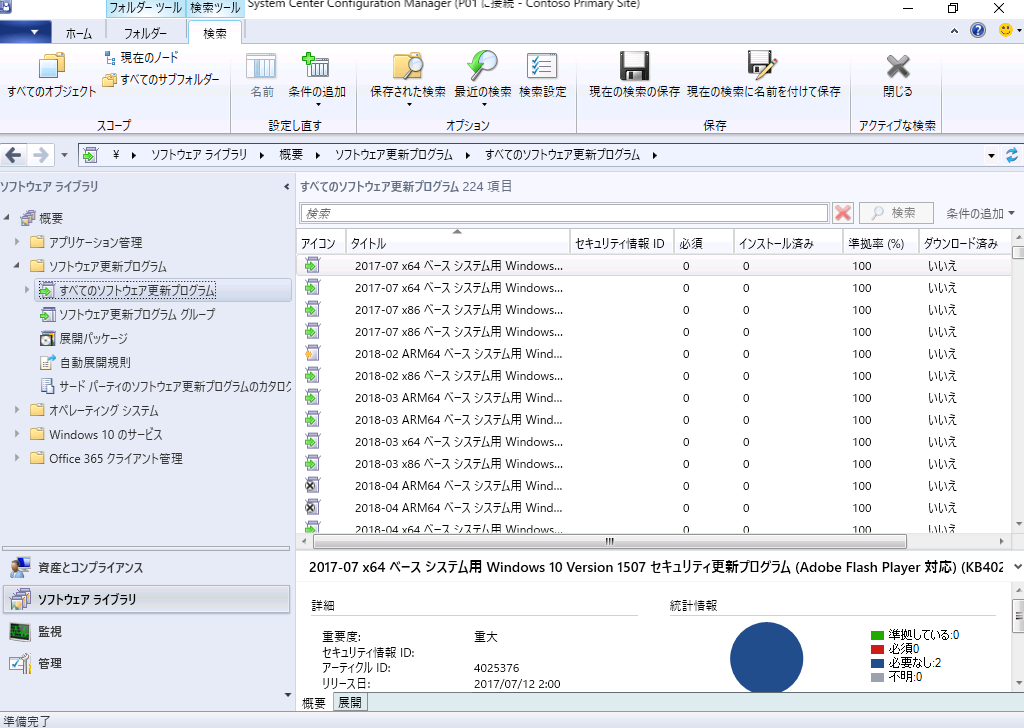 フォルダー ツール 検索ツール System Center Configuration Manager (P01 に接続 - Contoso Primary Site)
ホーム フォルダー 検索
すべてのオブジェクト
現在のノード
すべてのサブフォルダー
スコープ
名前 条件の追加
設定し直す
保存された検索 最近の検索 検索設定
オプション
現在の検索の保存 現在の検索に名前を付けて保存
保存
閉じる
アクティブな検索
¥ ソフトウェア ライブラリ 概要 ソフトウェア更新プログラム すべてのソフトウェア更新プログラム
ソフトウェア ライブラリ
概要
アプリケーション管理
ソフトウェア更新プログラム
すべてのソフトウェア更新プログラム
ソフトウェア更新プログラム グループ
展開パッケージ
自動展開規則
サード パーティのソフトウェア更新プログラムのカタログ
オペレーティング システム
Windows 10 のサービス
Office 365 クライアント管理
資産とコンプライアンス
ソフトウェア ライブラリ
監視
管理
すべてのソフトウェア更新プログラム 224 項目
検索 検索 条件の追加
アイコン タイトル セキュリティ情報 ID 必須 インストール済み 準拠率 (%) ダウンロード済み
2017-07 x64 ベース システム用 Windows... 0 0 100 いいえ
2017-07 x64 ベース システム用 Windows... 0 0 100 いいえ
2017-07 x86 ベース システム用 Windows... 0 0 100 いいえ
2017-07 x86 ベース システム用 Windows... 0 0 100 いいえ
2018-02 ARM64 ベース システム用 Wind... 0 0 100 いいえ
2018-02 x86 ベース システム用 Windows... 0 0 100 いいえ
2018-03 ARM64 ベース システム用 Wind... 0 0 100 いいえ
2018-03 ARM64 ベース システム用 Wind... 0 0 100 いいえ
2018-03 x64 ベース システム用 Windows... 0 0 100 いいえ
2018-03 x86 ベース システム用 Windows... 0 0 100 いいえ
2018-04 ARM64 ベース システム用 Wind... 0 0 100 いいえ
2018-04 ARM64 ベース システム用 Wind... 0 0 100 いいえ
2018-04 x64 ベース システム用 Windows... 0 0 100 いいえ
2017-07 x64 ベース システム用 Windows 10 Version 1507 セキュリティ更新プログラム (Adobe Flash Player 対応) (KB402
詳細
重要度: 重大
セキュリティ情報 ID:
アーティクル ID: 4025376
リリース日: 2017/07/12 2:00
統計情報
準拠している:0
必須0
必要なし:2
不明:0
概要 展開
準備完了